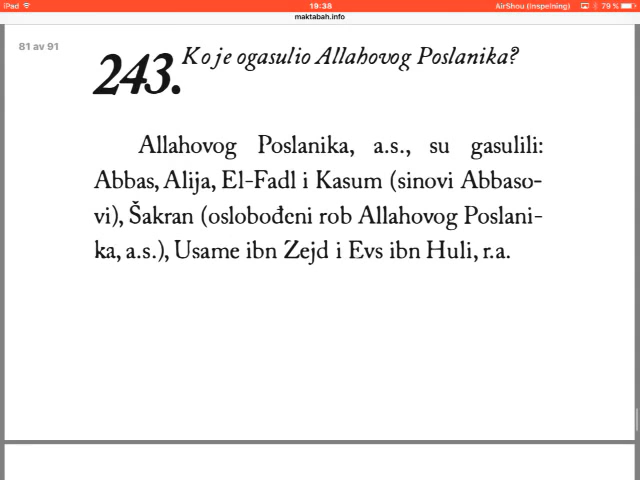 iPad 19:38 AirShou (Inspelning) 79 %
maktabah.info
81 av 91
243. Ko je ogasulio Allahovog Poslanika?
Allahovog Poslanika, a.s., su gasulili:
Abbas, Alija, El-Fadl i Kasum (sinovi Abbaso-
vi), Šakran (oslobođeni rob Allahovog Poslani-
ka, a.s.), Usame ibn Zejd i Evs ibn Huli, r.a.